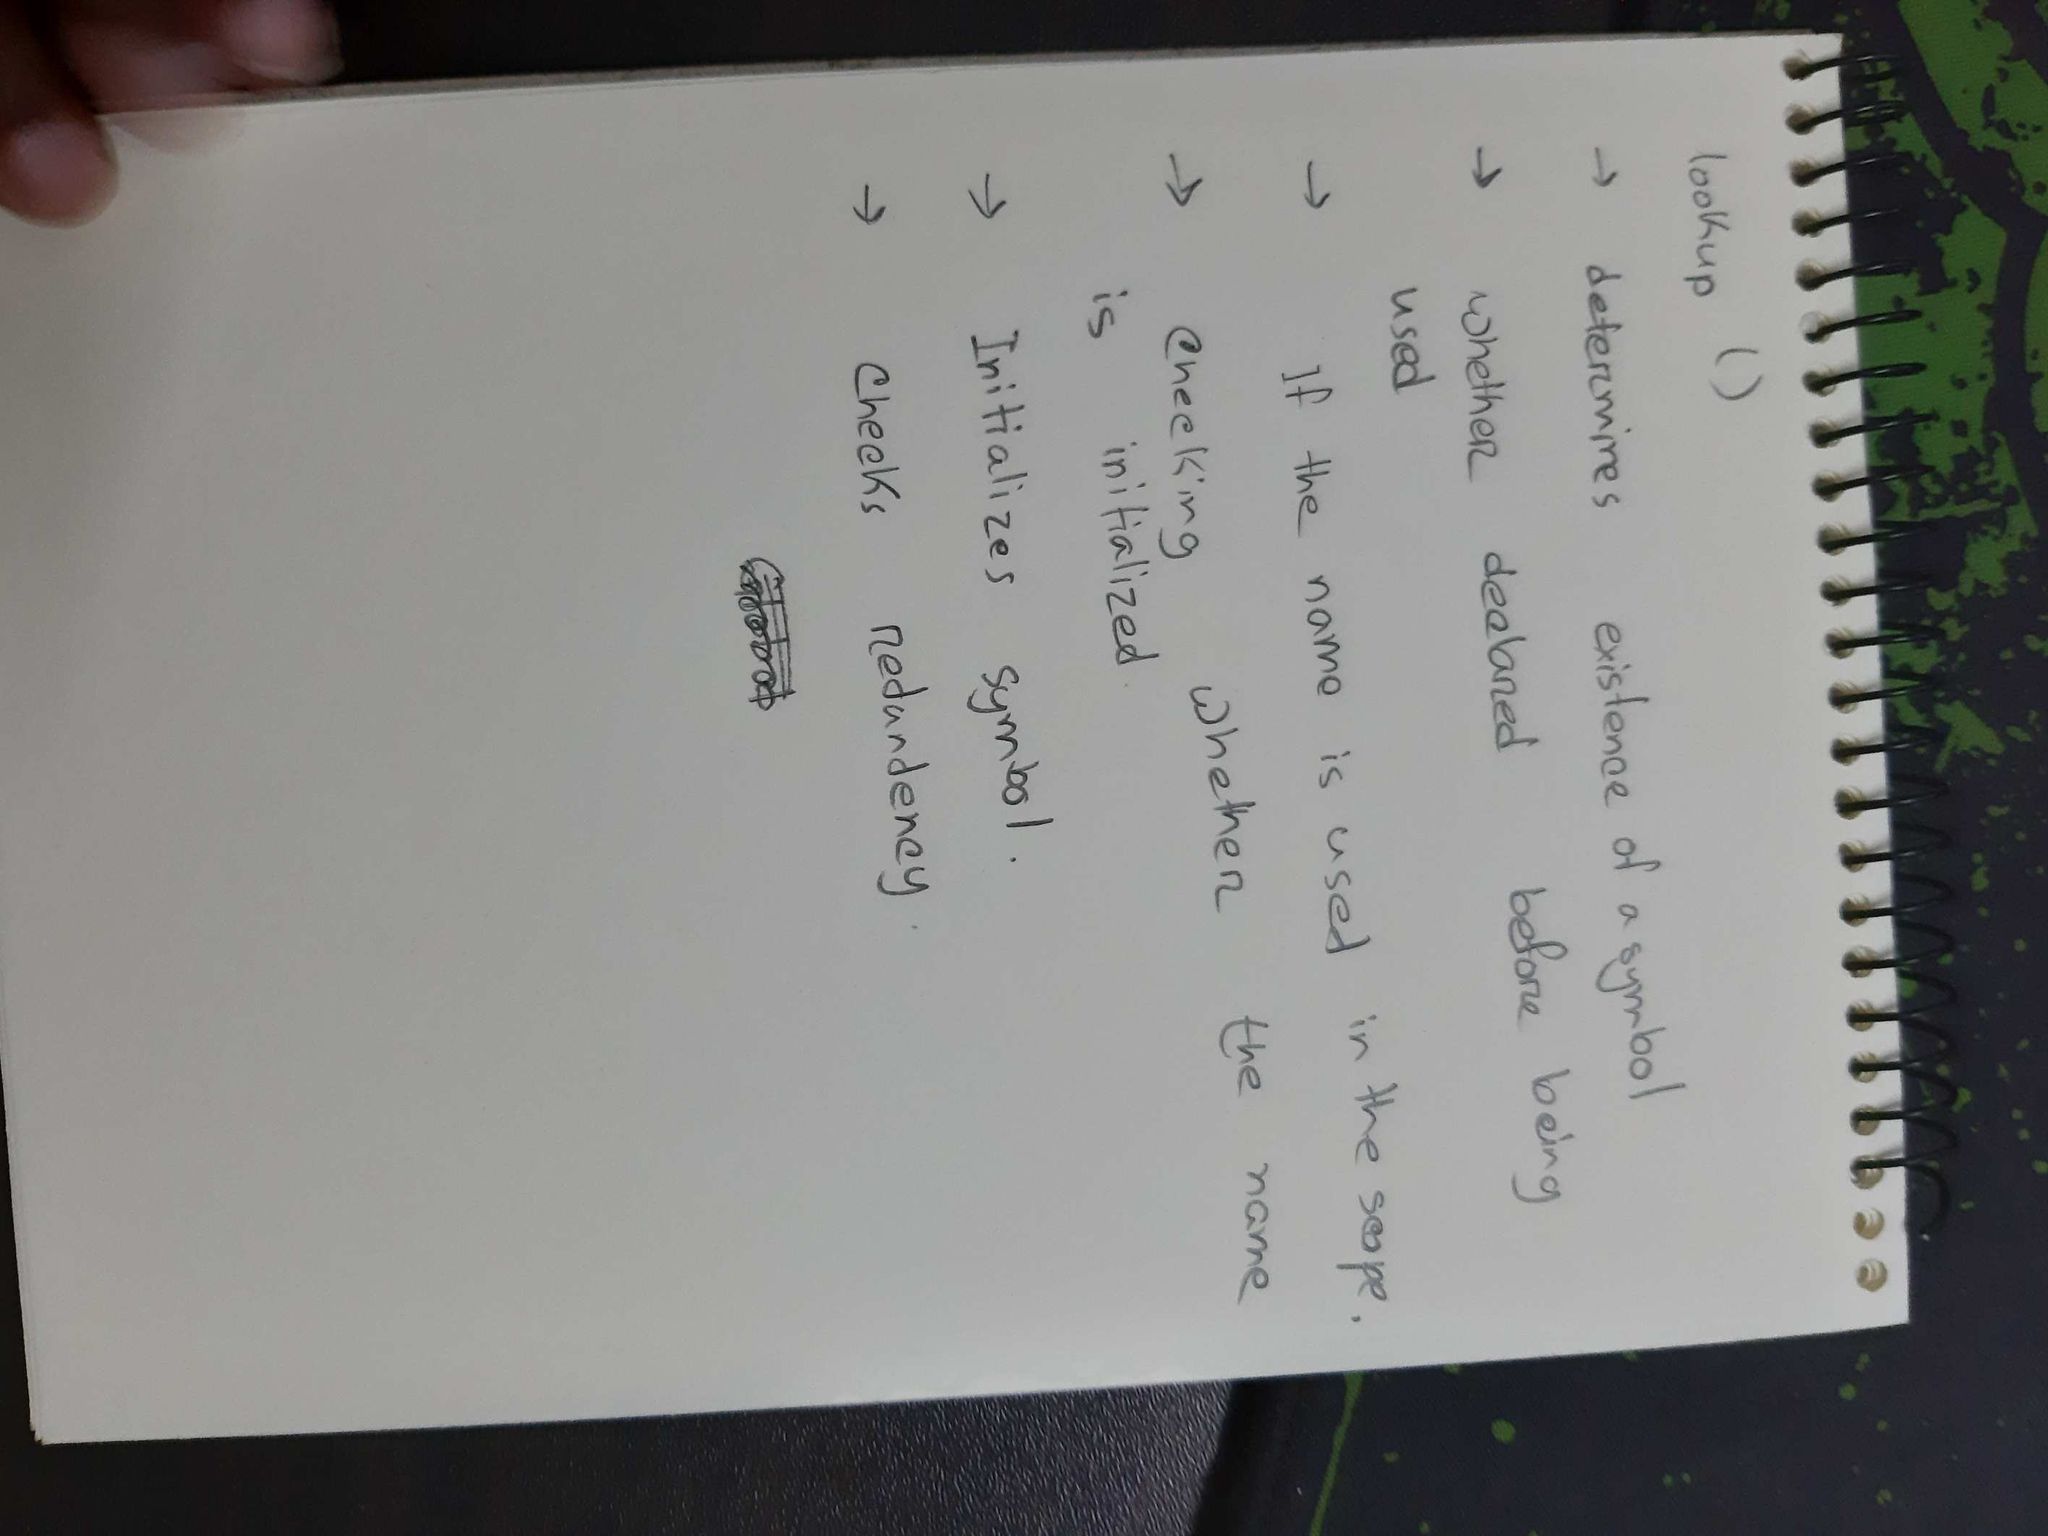 lookup ()
→ determines existence of a symbol
→ whether declared before being
used
→ If the name is used in the scope.
→ Checking whether the name
is initialized.
→ Initializes symbol.
→ Checks redundency.